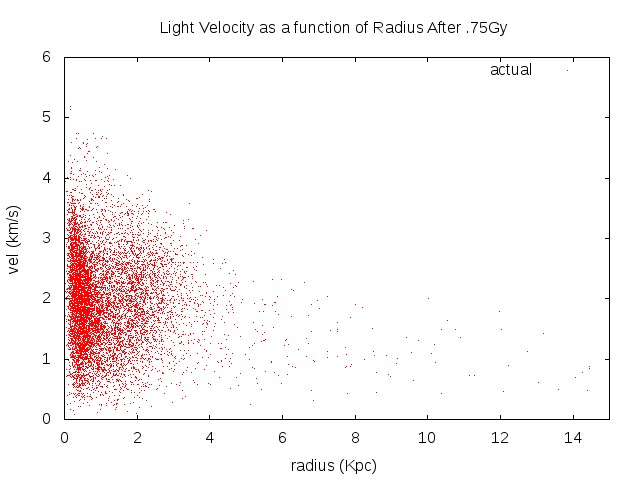 Light Velocity as a function of Radius After .75Gy
actual
6
5
4
3
2
1
0
vel (km/s)
0 2 4 6 8 10 12 14
radius (Kpc)